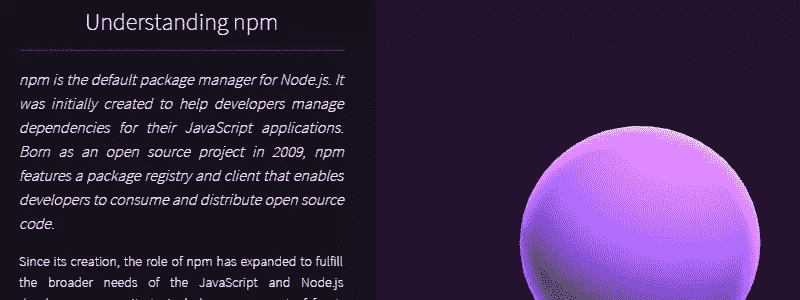 Understanding npm
npm is the default package manager for Node.js. It
was initially created to help developers manage
dependencies for their JavaScript applications.
Born as an open source project in 2009, npm
features a package registry and client that enables
developers to consume and distribute open source
code.
Since its creation, the role of npm has expanded to fulfill
the broader needs of the JavaScript and Node.js